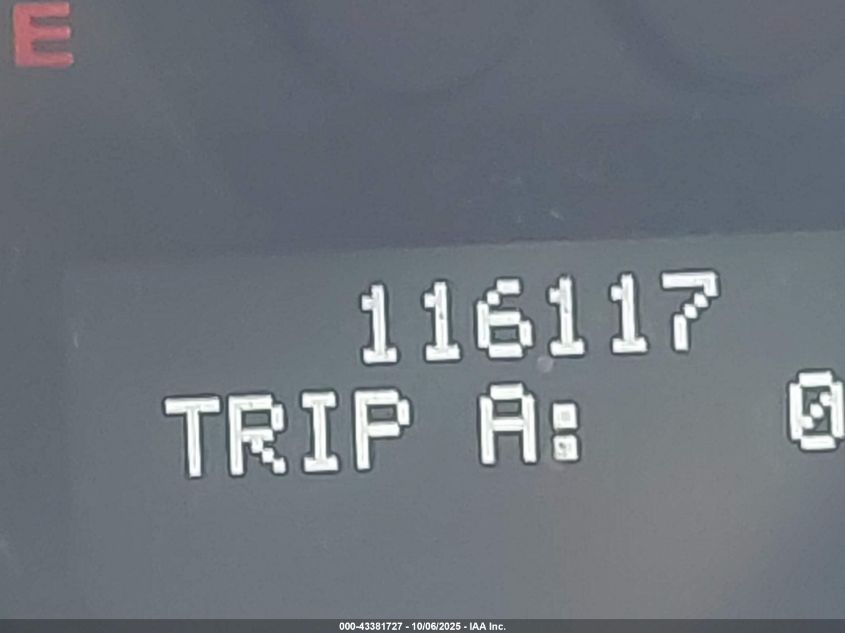 E
116117
TRIP A: 0
000-43381727 - 10/06/2025 - IAA Inc.